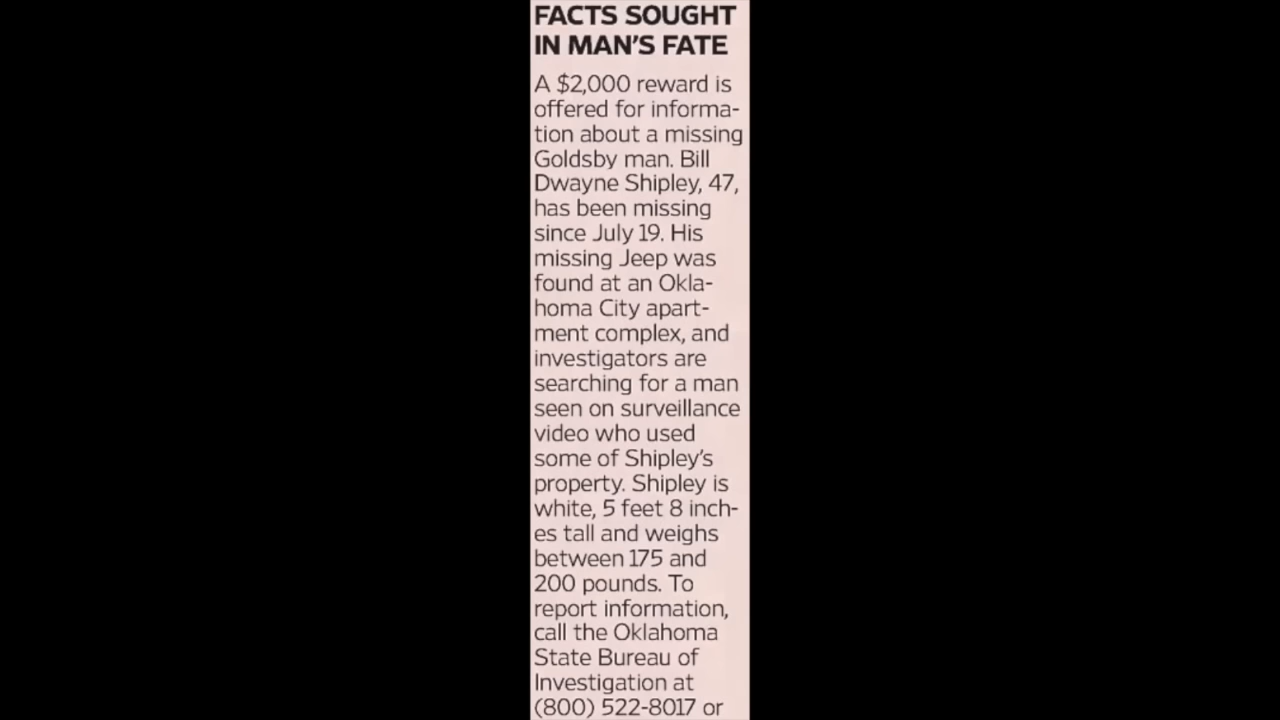 FACTS SOUGHT
IN MAN'S FATE
A $2,000 reward is
offered for informa-
tion about a missing
Goldsby man. Bill
Dwayne Shipley, 47,
has been missing
since July 19. His
missing Jeep was
found at an Okla-
homa City apart-
ment complex, and
investigators are
searching for a man
seen on surveillance
video who used
some of Shipley's
property. Shipley is
white, 5 feet 8 inch-
es tall and weighs
between 175 and
200 pounds. To
report information,
call the Oklahoma
State Bureau of
Investigation at
(800) 522-8017 or